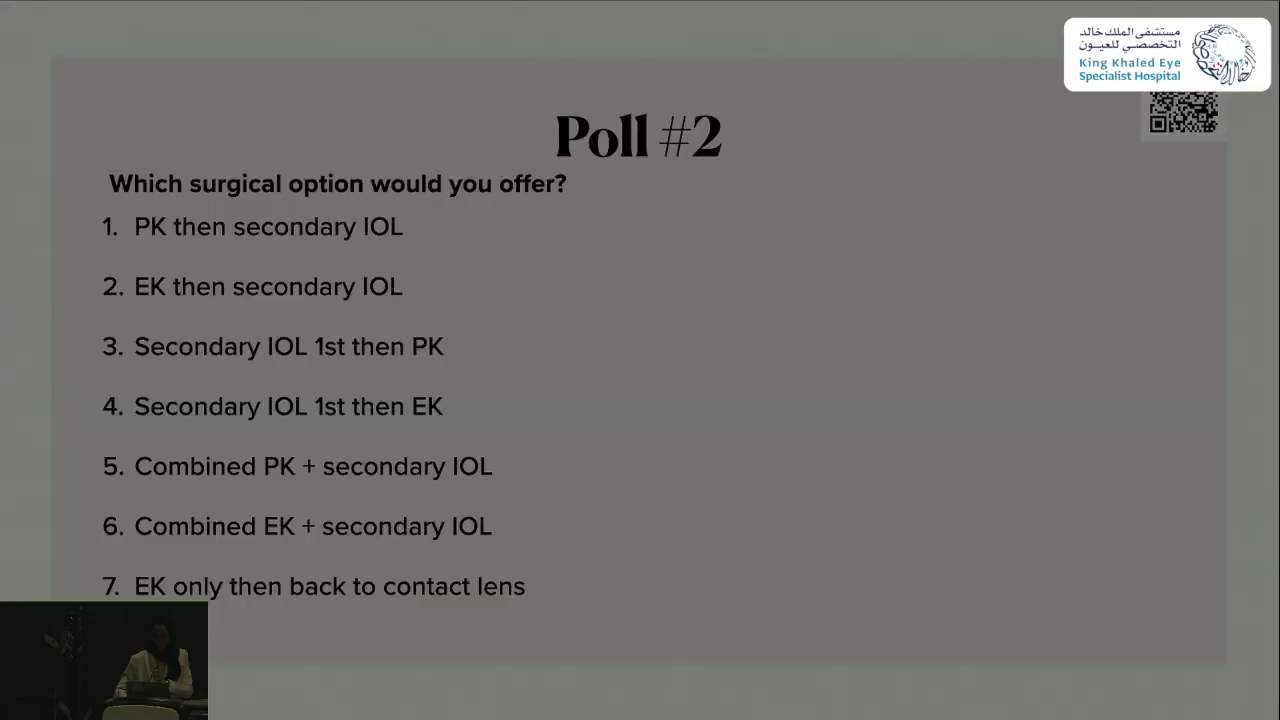 مستشفى الملك خالد
التخصصي للعيون
King Khaled Eye
Specialist Hospital
Poll #2
Which surgical option would you offer?
1. PK then secondary IOL
2. EK then secondary IOL
3. Secondary IOL 1st then PK
4. Secondary IOL 1st then EK
5. Combined PK + secondary IOL
6. Combined EK + secondary IOL
7. EK only then back to contact lens